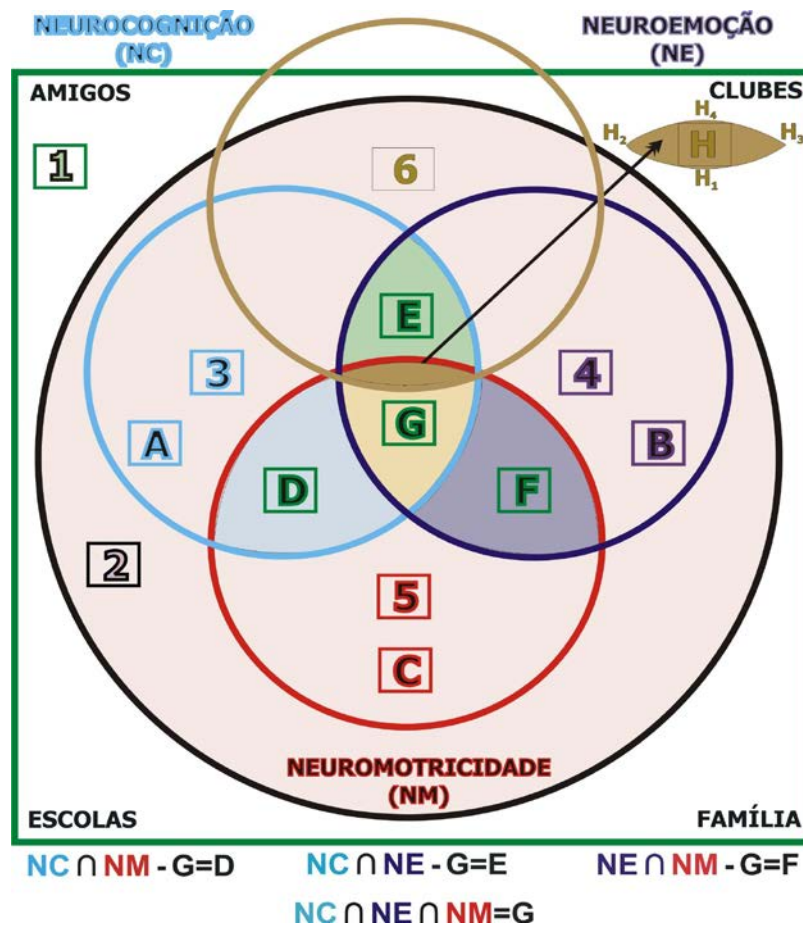 NEUROCOGNIÇÃO
(NC)
NEUROEMOÇÃO
(NE)
AMIGOS
CLUBES
H4
H2
H
H3
H1
1
6
E
3
4
A
G
B
D
F
2
5
C
NEUROMOTRICIDADE
(NM)
ESCOLAS
FAMÍLIA
NC ∩ NM - G=D
NC ∩ NE - G=E
NE ∩ NM - G=F
NC ∩ NE ∩ NM=G